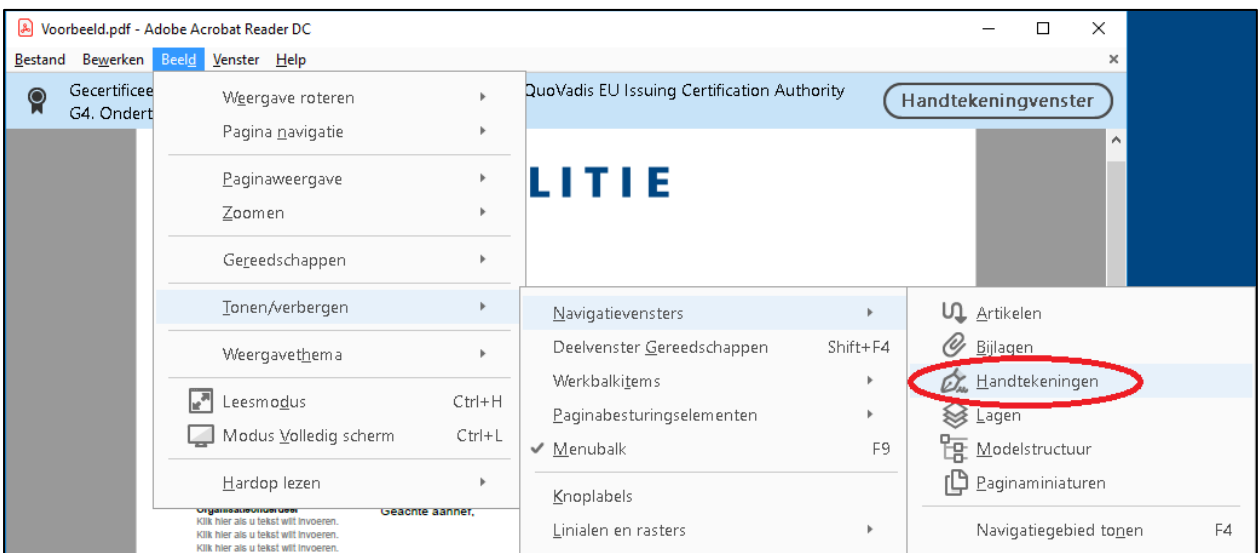 Voorbeeld.pdf - Adobe Acrobat Reader DC
Bestand Bewerken Beeld Venster Help
Gecertificee
QuoVadis EU Issuing Certification Authority
G4. Ondert
Handtekeningvenster
LITIE
Weergave roteren
Pagina navigatie
Paginaweergave
Zoomen
Gereedschappen
Tonen/verbergen
Weergavethema
Leesmodus Ctrl+H
Modus Volledig scherm Ctrl+L
Hardop lezen
Navigatievensters
Deelvenster Gereedschappen Shift+F4
Werkbalkitems
Paginabesturingselementen
Menubalk F9
Knoplabels
Linialen en rasters
Artikelen
Bijlagen
Handtekeningen
Lagen
Modelstructuur
Paginaminiaturen
Navigatiegebied tonen F4
Organisatieonderdeel
Geachte aanhef,
Klik hier als u tekst wilt invoeren.
Klik hier als u tekst wilt invoeren.
Klik hier als u tekst wilt invoeren.